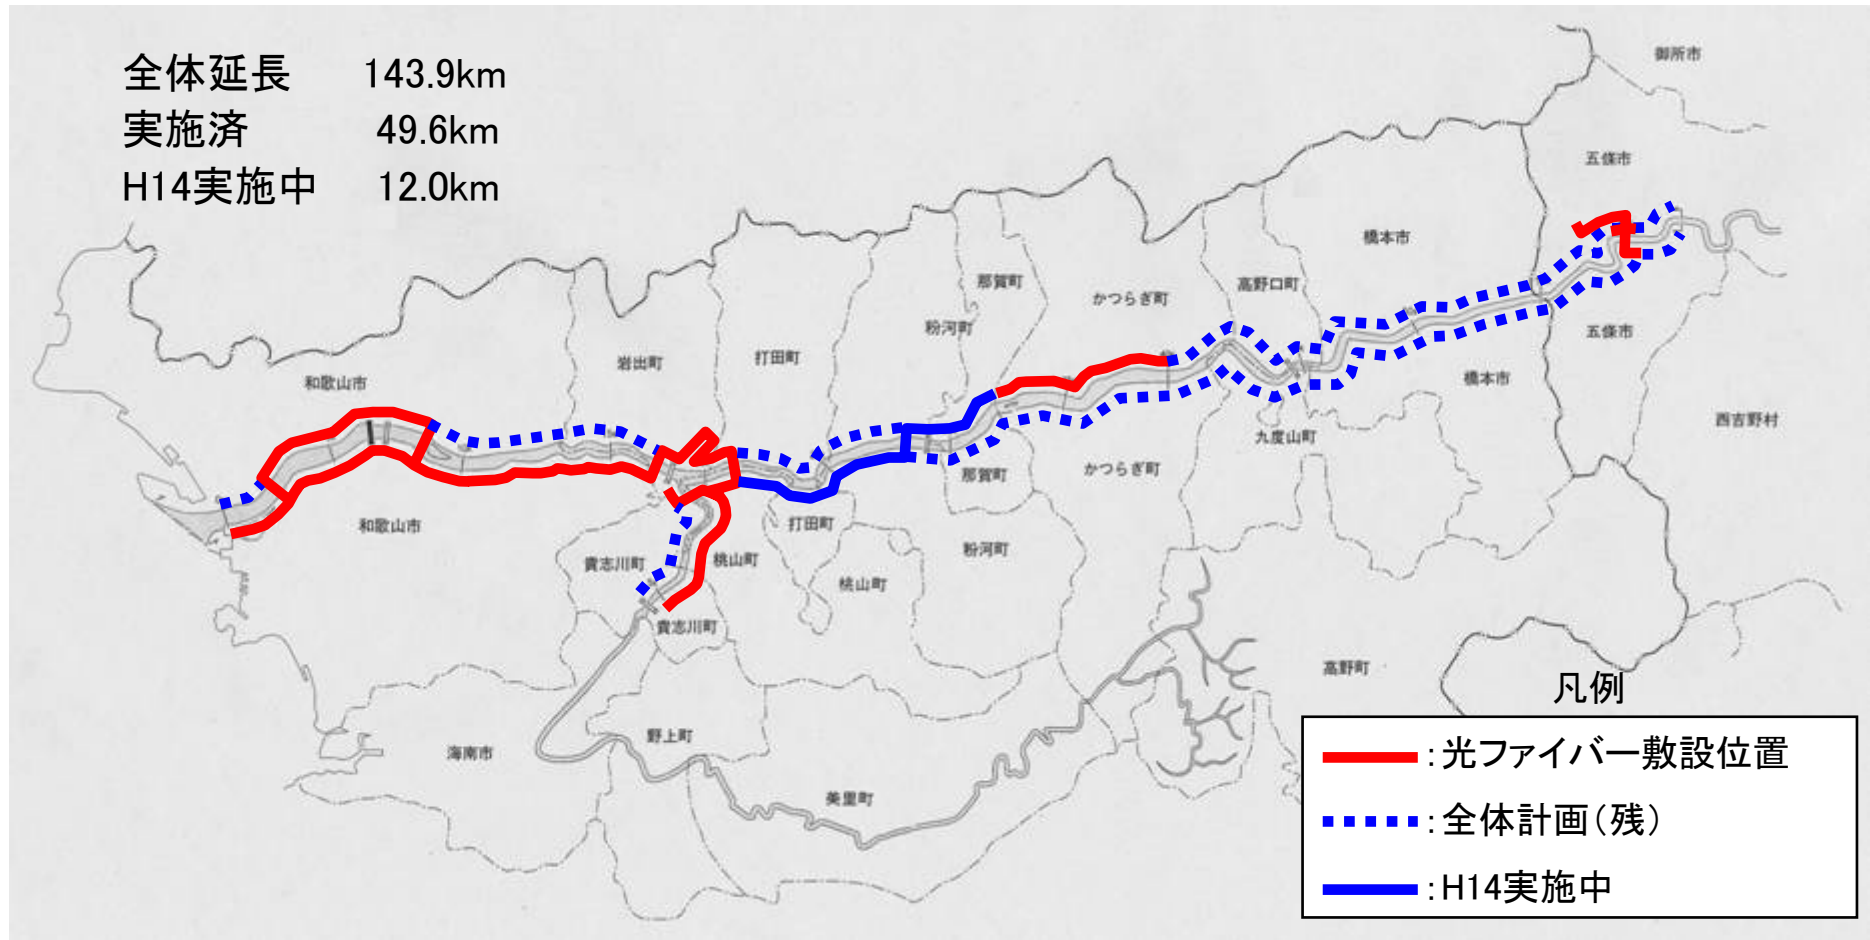 全体延長 143.9km
実施済 49.6km
H14実施中 12.0km
御所市
五條市
橋本市
那賀町
高野口町
かつらぎ町
粉河町
打田町
岩出町
和歌山市
五條市
橋本市
西吉野村
九度山町
かつらぎ町
那賀町
打田町
和歌山市
粉河町
貴志川町
桃山町
桃山町
貴志川町
高野町
野上町
海南市
美里町
凡例
:光ファイバー敷設位置
:全体計画(残)
:H14実施中